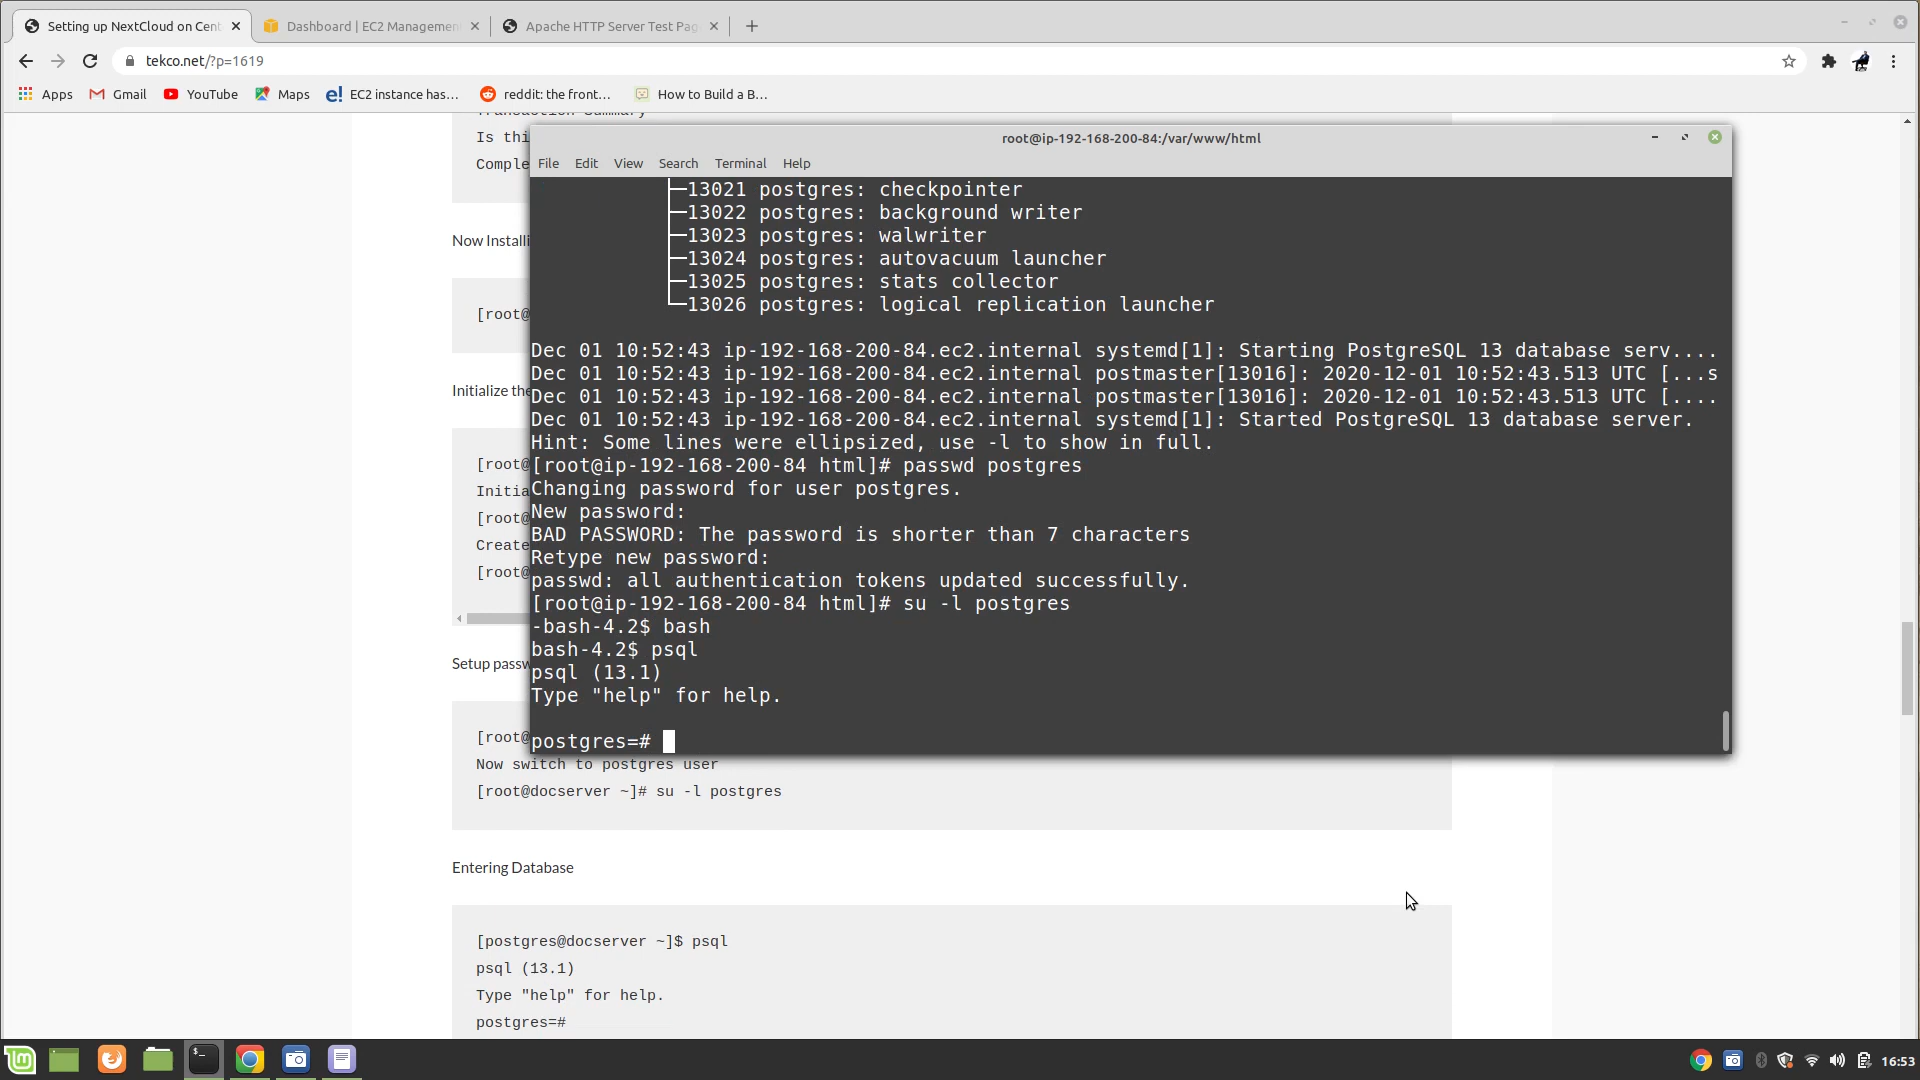 Setting up NextCloud on Cent
Dashboard | EC2 Managemen
Apache HTTP Server Test Pag
tekco.net/?p=1619
Apps
Gmail
YouTube
Maps
e! EC2 instance has...
reddit: the front...
How to Build a B...
Transaction Summary
Is thi
Comple
Now Installi
[root@
Initialize the
[root@
Initia
[root@
Create
[root@
Setup passw
[root@
root@ip-192-168-200-84:/var/www/html
File Edit View Search Terminal Help
├─13021 postgres: checkpointer
├─13022 postgres: background writer
├─13023 postgres: walwriter
├─13024 postgres: autovacuum launcher
├─13025 postgres: stats collector
└─13026 postgres: logical replication launcher
Dec 01 10:52:43 ip-192-168-200-84.ec2.internal systemd[1]: Starting PostgreSQL 13 database serv....
Dec 01 10:52:43 ip-192-168-200-84.ec2.internal postmaster[13016]: 2020-12-01 10:52:43.513 UTC [...s
Dec 01 10:52:43 ip-192-168-200-84.ec2.internal postmaster[13016]: 2020-12-01 10:52:43.513 UTC [....
Dec 01 10:52:43 ip-192-168-200-84.ec2.internal systemd[1]: Started PostgreSQL 13 database server.
Hint: Some lines were ellipsized, use -l to show in full.
[root@ip-192-168-200-84 html]# passwd postgres
Changing password for user postgres.
New password:
BAD PASSWORD: The password is shorter than 7 characters
Retype new password:
passwd: all authentication tokens updated successfully.
[root@ip-192-168-200-84 html]# su -l postgres
-bash-4.2$ bash
bash-4.2$ psql
psql (13.1)
Type "help" for help.
postgres=#
Now switch to postgres user
[root@docserver ~]# su -l postgres
Entering Database
[postgres@docserver ~]$ psql
psql (13.1)
Type "help" for help.
postgres=#
16:53